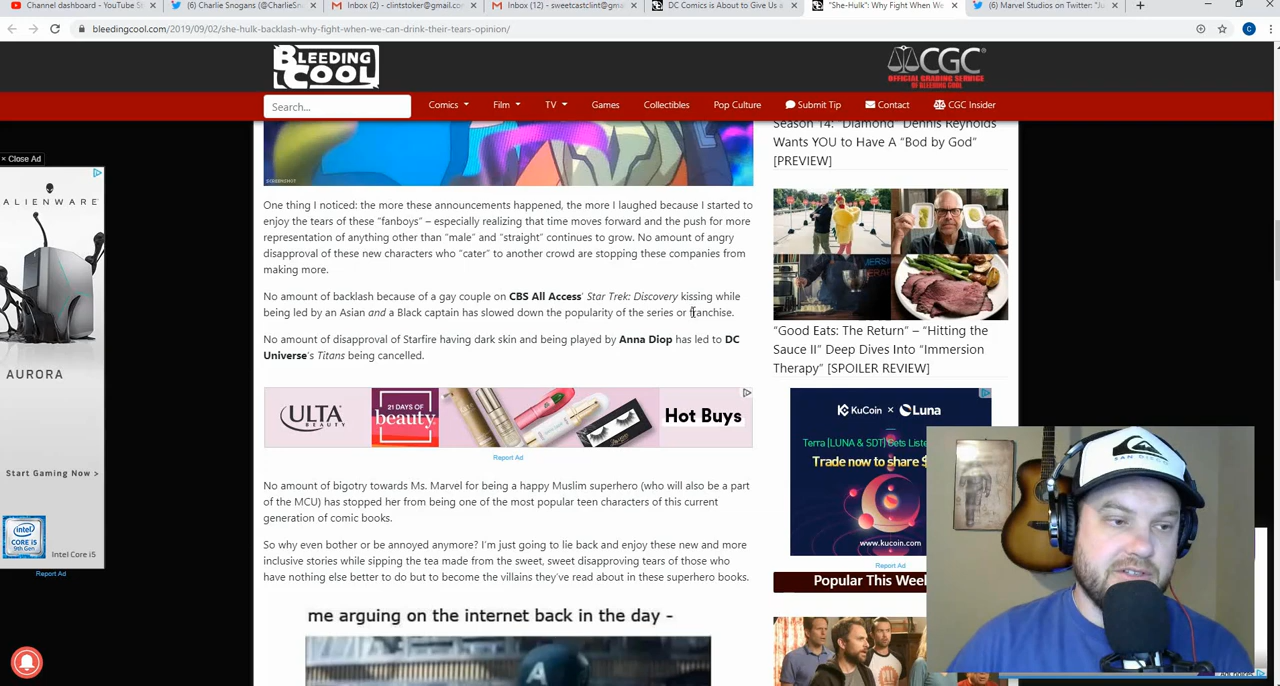 Channel dashboard - YouTube S
(6) Charlie Snogans (@CharlieSn
Inbox (2) - clintstoker@gmail.co
Inbox (12) - sweetcastclint@gm
DC Comics is About to Give Us a
"She-Hulk": Why Fight When We
(6) Marvel Studios on Twitter: "Ju
bleedingcool.com/2019/09/02/she-hulk-backlash-why-fight-when-we-can-drink-their-tears-opinion/
C
BLEEDING COOL
CGC
OFFICIAL GRADING SERVICE
OF BLEEDING COOL
Search...
Comics
Film
TV
Games
Collectibles
Pop Culture
Submit Tip
Contact
CGC Insider
× Close Ad
ALIENWARE
AURORA
Start Gaming Now >
intel
CORE i5
9th Gen
Intel Core i5
Report Ad
One thing I noticed: the more these announcements happened, the more I laughed because I started to
enjoy the tears of these "fanboys" – especially realizing that time moves forward and the push for more
representation of anything other than "male" and "straight" continues to grow. No amount of angry
disapproval of these new characters who "cater" to another crowd are stopping these companies from
making more.
No amount of backlash because of a gay couple on CBS All Access' Star Trek: Discovery kissing while
being led by an Asian and a Black captain has slowed down the popularity of the series or franchise.
No amount of disapproval of Starfire having dark skin and being played by Anna Diop has led to DC
Universe's Titans being cancelled.
ULTA
BEAUTY
21 DAYS OF
beauty
Hot Buys
Report Ad
No amount of bigotry towards Ms. Marvel for being a happy Muslim superhero (who will also be a part
of the MCU) has stopped her from being one of the most popular teen characters of this current
generation of comic books.
So why even bother or be annoyed anymore? I'm just going to lie back and enjoy these new and more
inclusive stories while sipping the tea made from the sweet, sweet disapproving tears of those who
have nothing else better to do but to become the villains they've read about in these superhero books.
me arguing on the internet back in the day -
A
Season 14: "Diamond" Dennis Reynolds
Wants YOU to Have A "Bod by God"
[PREVIEW]
"Good Eats: The Return" – "Hitting the
Sauce II" Deep Dives Into "Immersion
Therapy" [SPOILER REVIEW]
KuCoin × Luna
Terra (LUNA & SDT) Gets Liste
Trade now to share $
www.kucoin.com
Report Ad
Popular This Wee
SAN DIEGO